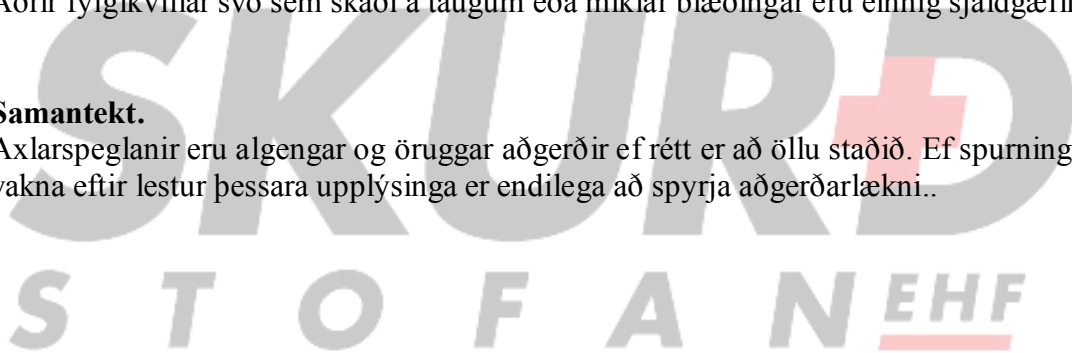 Aðrir fylgikvillar svo sem skaði á taugum eða miklar blæðingar eru einnig sjaldgæfir
Samantekt.
Axlarspeglanir eru algengar og öruggar aðgerðir ef rétt er að öllu staðið. Ef spurning
vakna eftir lestur þessara upplýsinga er endilega að spyrja aðgerðarlækni..
SKURÐ
STOFAN EHF